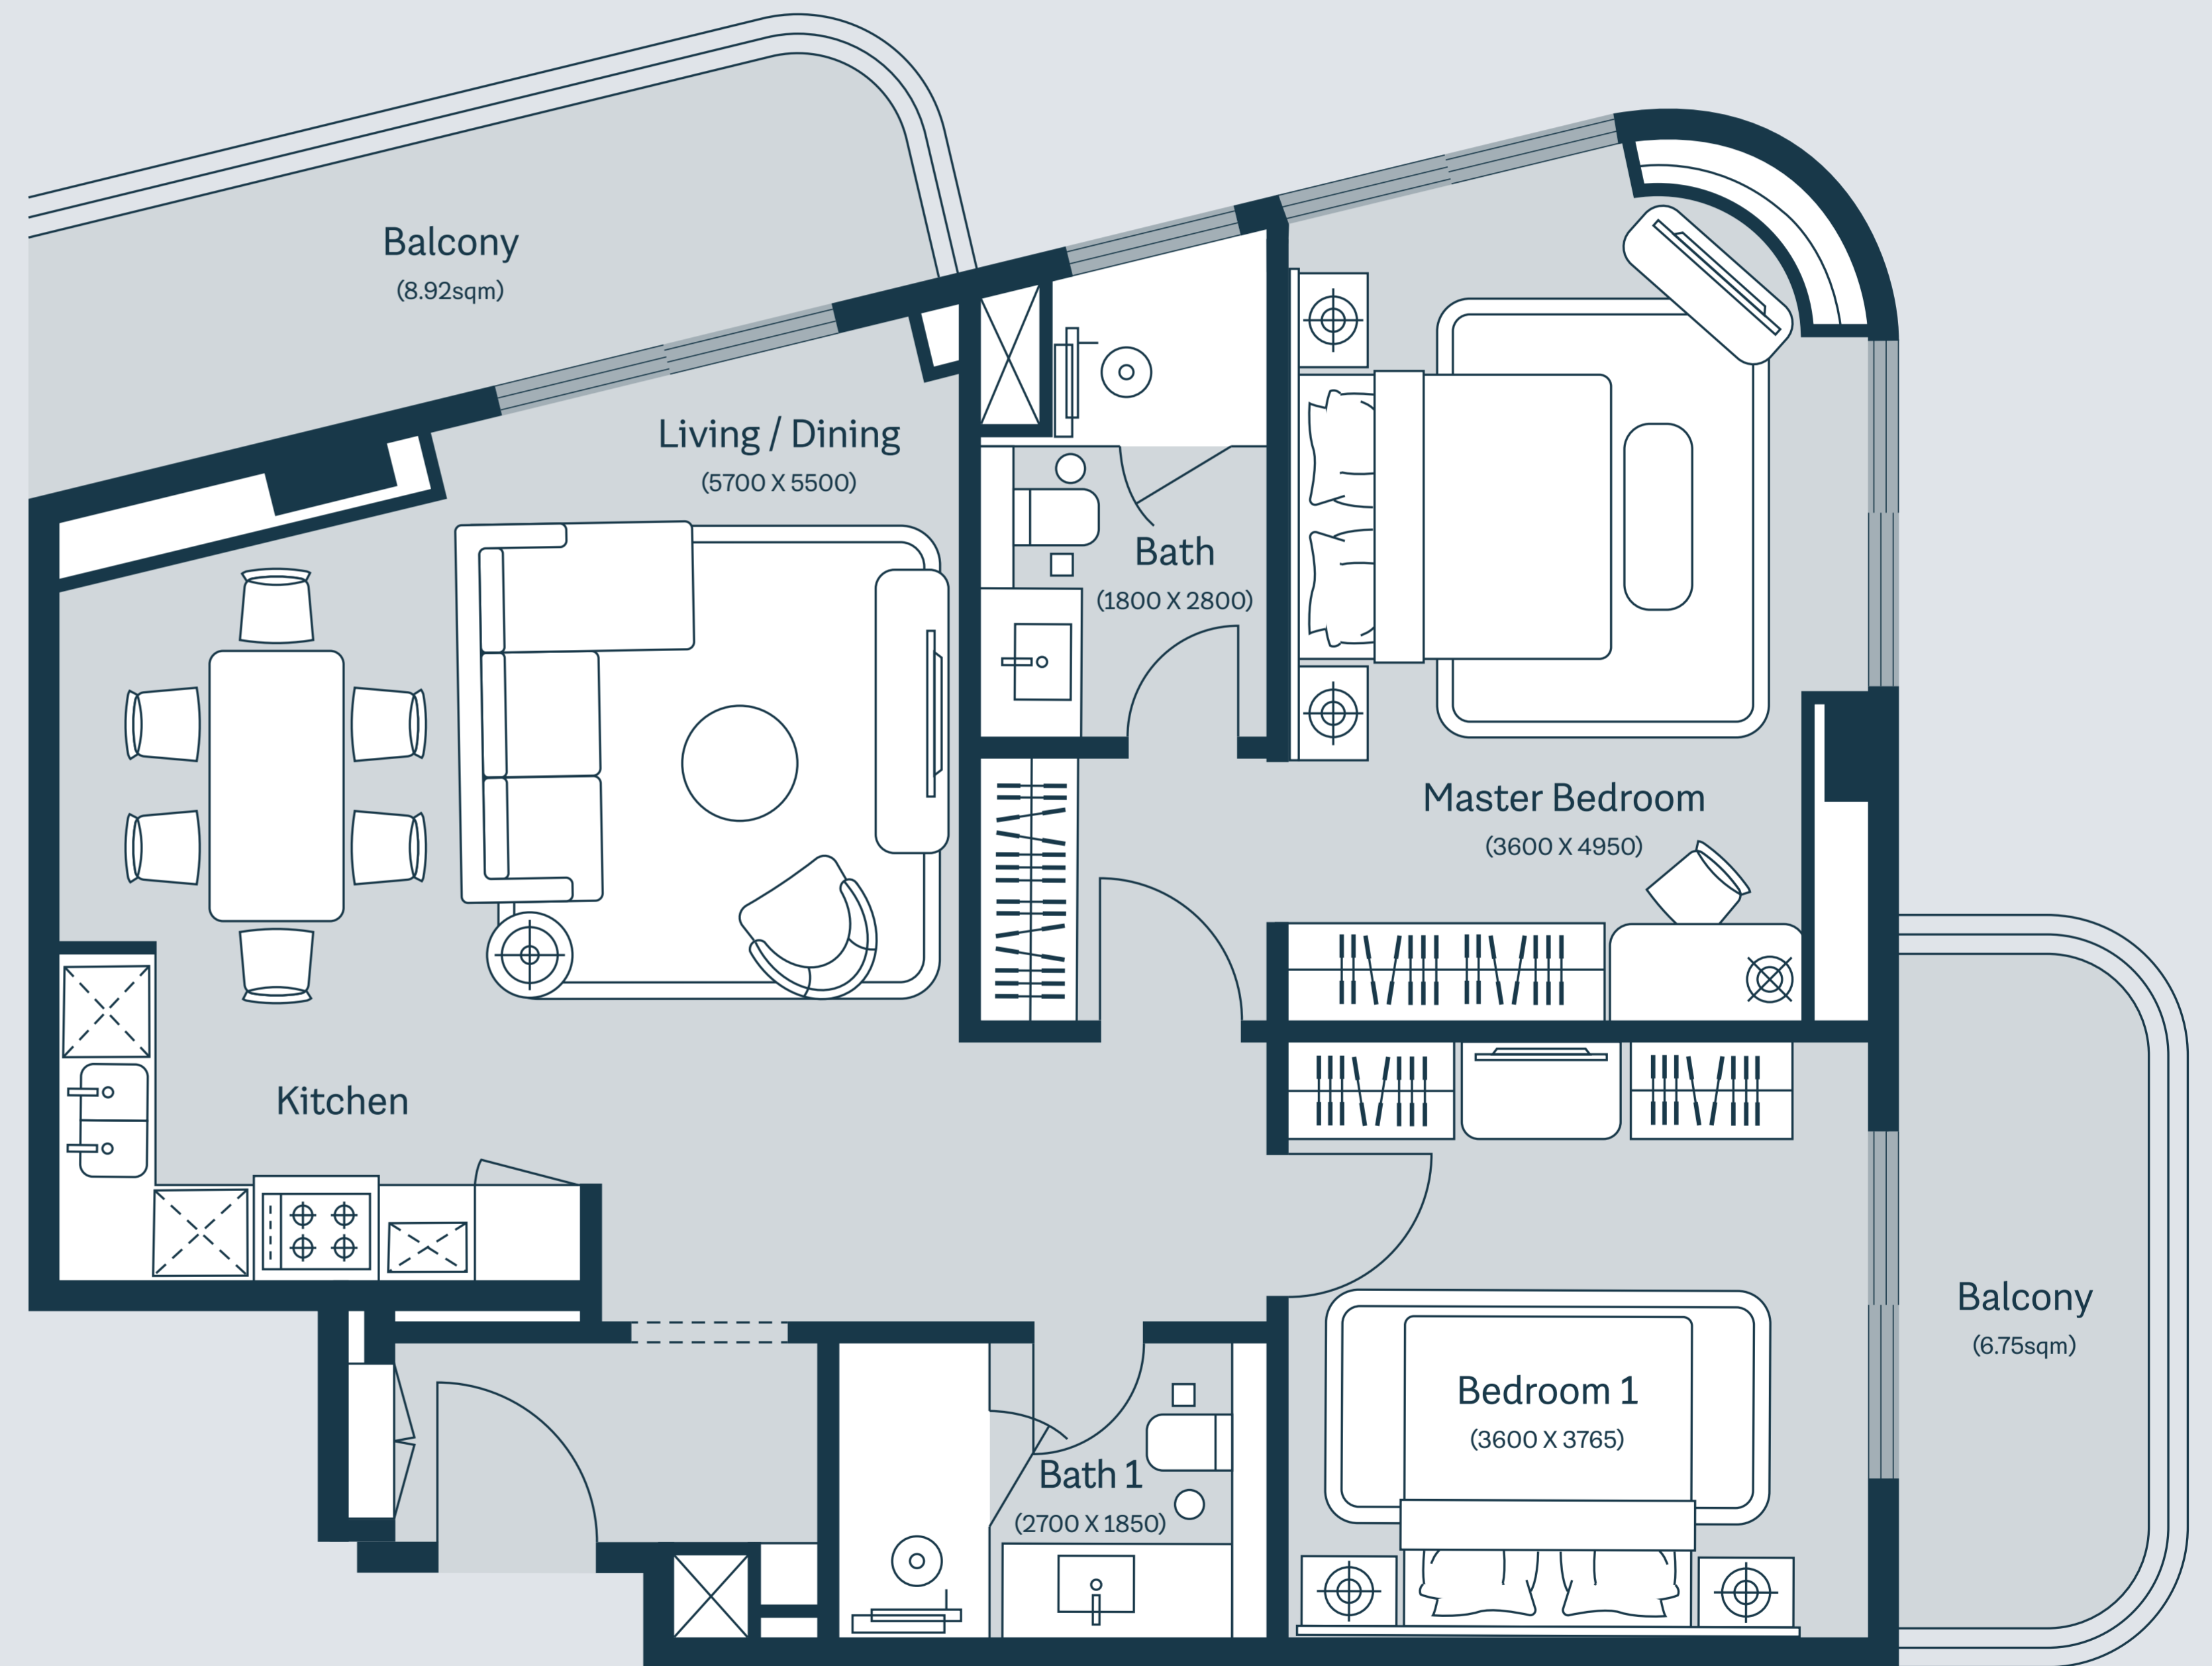 Balcony
(8.92sqm)
Living / Dining
(5700 X 5500)
Bath
(1800 X 2800)
Master Bedroom
(3600 X 4950)
Kitchen
Balcony
(6.75sqm)
Bedroom 1
(3600 X 3765)
Bath 1
(2700 X 1850)